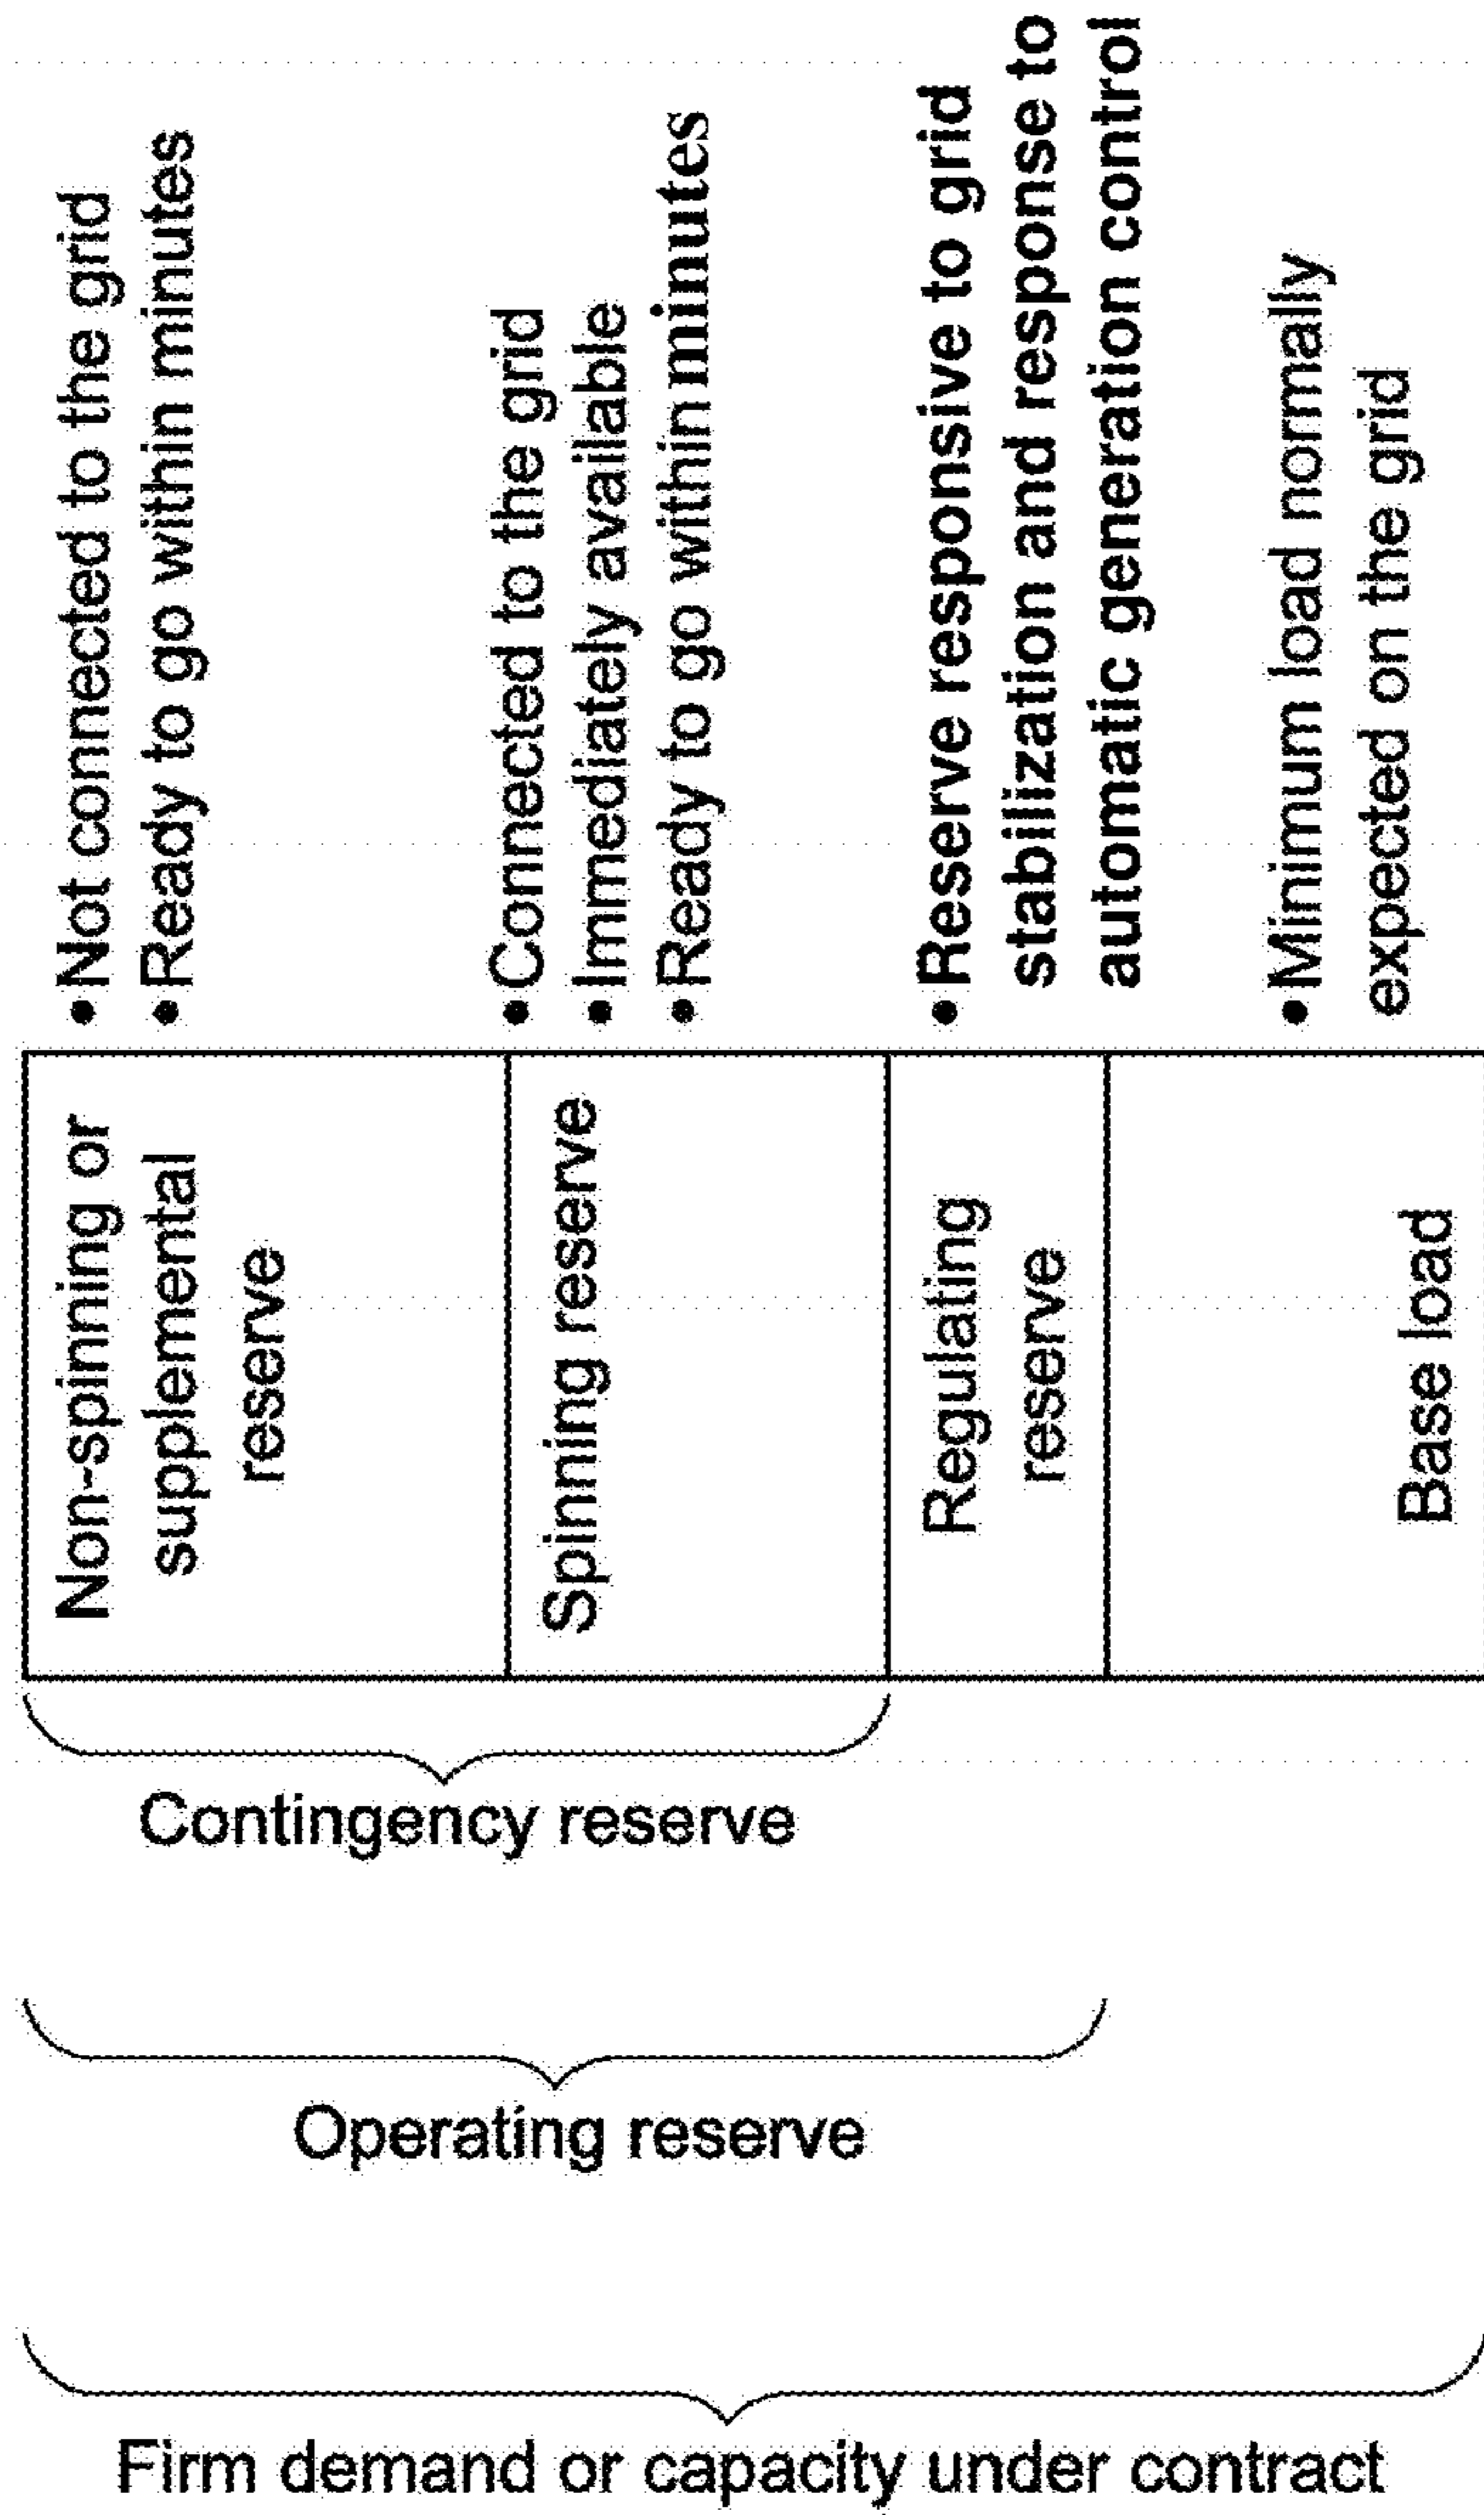 Non-spinning or
supplemental
reserve
•Not connected to the grid
•Ready to go within minutes
Spinning reserve
•Connected to the grid
•Immediately available
•Ready to go within minutes
Regulating
reserve
•Reserve responsive to grid
stabilization and response to
automatic generation control
Base load
•Minimum load normally
expected on the grid
Contingency reserve
Operating reserve
Firm demand or capacity under contract